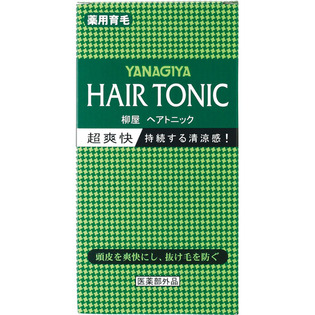 薬用育毛
YANAGIYA
HAIR TONIC
柳屋 ヘアトニック
超爽快 持続する清涼感！
頭皮を爽快にし、抜け毛を防ぐ
医薬部外品